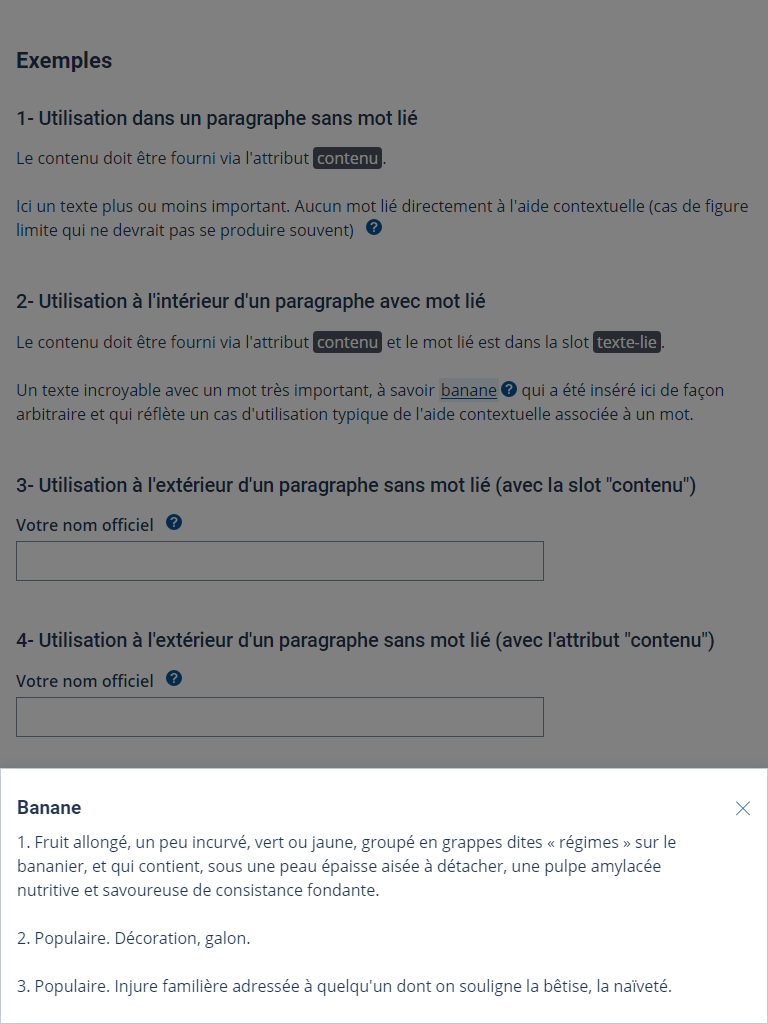 Exemples
1- Utilisation dans un paragraphe sans mot lié
Le contenu doit être fourni via l'attribut contenu.
Ici un texte plus ou moins important. Aucun mot lié directement à l'aide contextuelle (cas de figure
limite qui ne devrait pas se produire souvent) ?
2- Utilisation à l'intérieur d'un paragraphe avec mot lié
Le contenu doit être fourni via l'attribut contenu et le mot lié est dans la slot texte-lie.
Un texte incroyable avec un mot très important, à savoir banane ? qui a été inséré ici de façon
arbitraire et qui réflète un cas d'utilisation typique de l'aide contextuelle associée à un mot.
3- Utilisation à l'extérieur d'un paragraphe sans mot lié (avec la slot "contenu")
Votre nom officiel ?
4- Utilisation à l'extérieur d'un paragraphe sans mot lié (avec l'attribut "contenu")
Votre nom officiel ?
Banane
1. Fruit allongé, un peu incurvé, vert ou jaune, groupé en grappes dites « régimes » sur le
bananier, et qui contient, sous une peau épaisse aisée à détacher, une pulpe amylacée
nutritive et savoureuse de consistance fondante.
2. Populaire. Décoration, galon.
3. Populaire. Injure familière adressée à quelqu'un dont on souligne la bêtise, la naïveté.